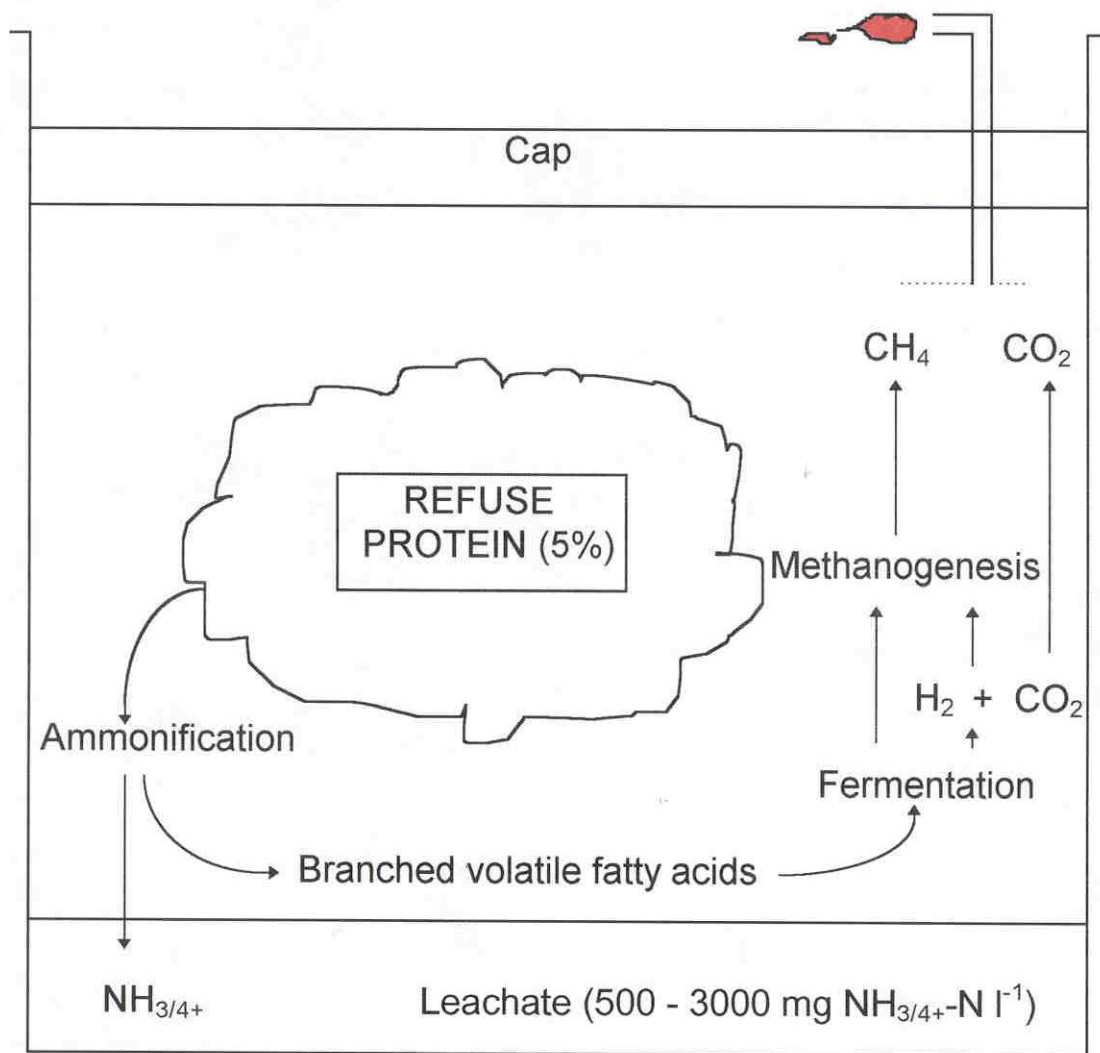 Cap
CH₄ CO₂
REFUSE
PROTEIN (5%)
Methanogenesis
H₂ + CO₂
Ammonification
Fermentation
Branched volatile fatty acids
NH₃/₄₊ Leachate (500 - 3000 mg NH₃/₄₊-N l⁻¹)